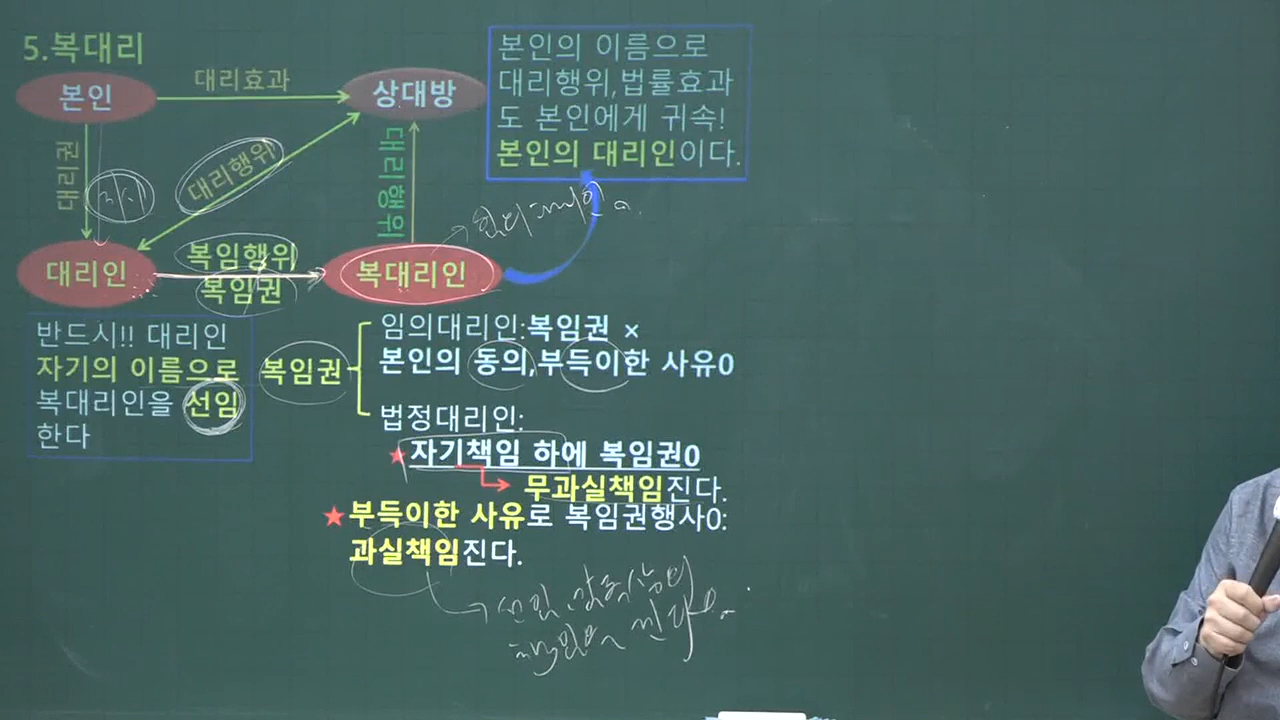 5.복대리
본인
대리효과
상대방
본인의 이름으로
대리행위,법률효과
도 본인에게 귀속!
본인의 대리인이다.
대리권
대리행위
대리행위
대리인
복임행위
복임권
복대리인
반드시!! 대리인
자기의 이름으로
복대리인을 선임
한다
복임권
임의대리인:복임권 ×
본인의 동의,부득이한 사유0
법정대리인:
★자기책임 하에 복임권0
무과실책임진다.
★부득이한 사유로 복임권행사0:
과실책임진다.